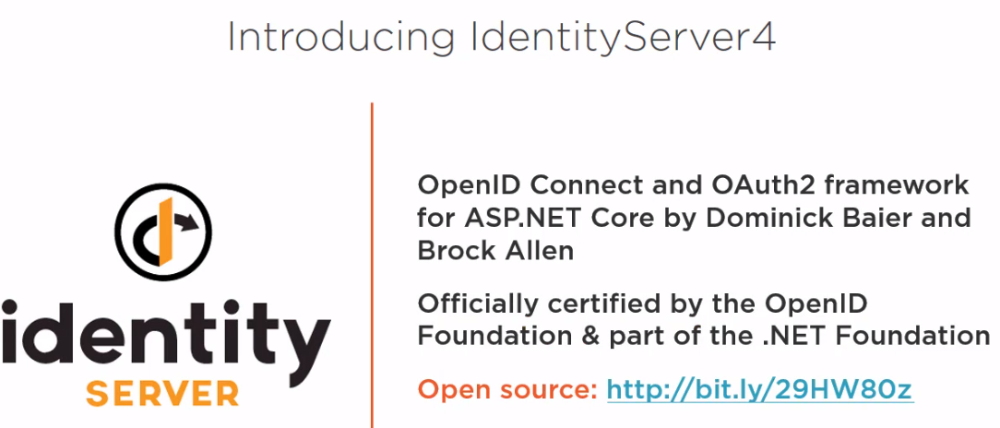 Introducing IdentityServer4
identity
SERVER
OpenID Connect and OAuth2 framework
for ASP.NET Core by Dominick Baier and
Brock Allen
Officially certified by the OpenID
Foundation & part of the .NET Foundation
Open source: http://bit.ly/29HW80z